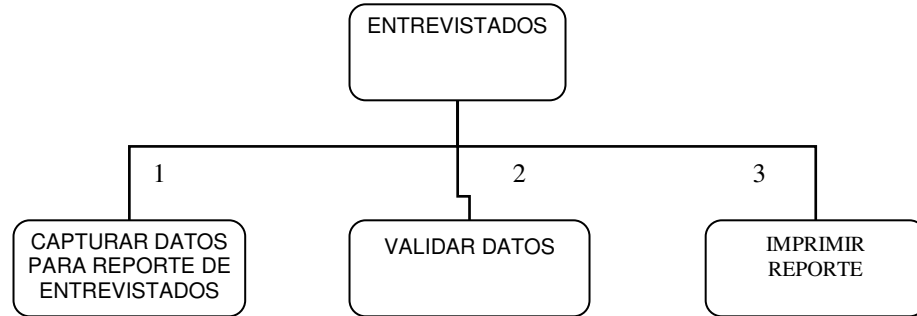 ENTREVISTADOS
1
2
3
CAPTURAR DATOS
PARA REPORTE DE
ENTREVISTADOS
VALIDAR DATOS
IMPRIMIR
REPORTE